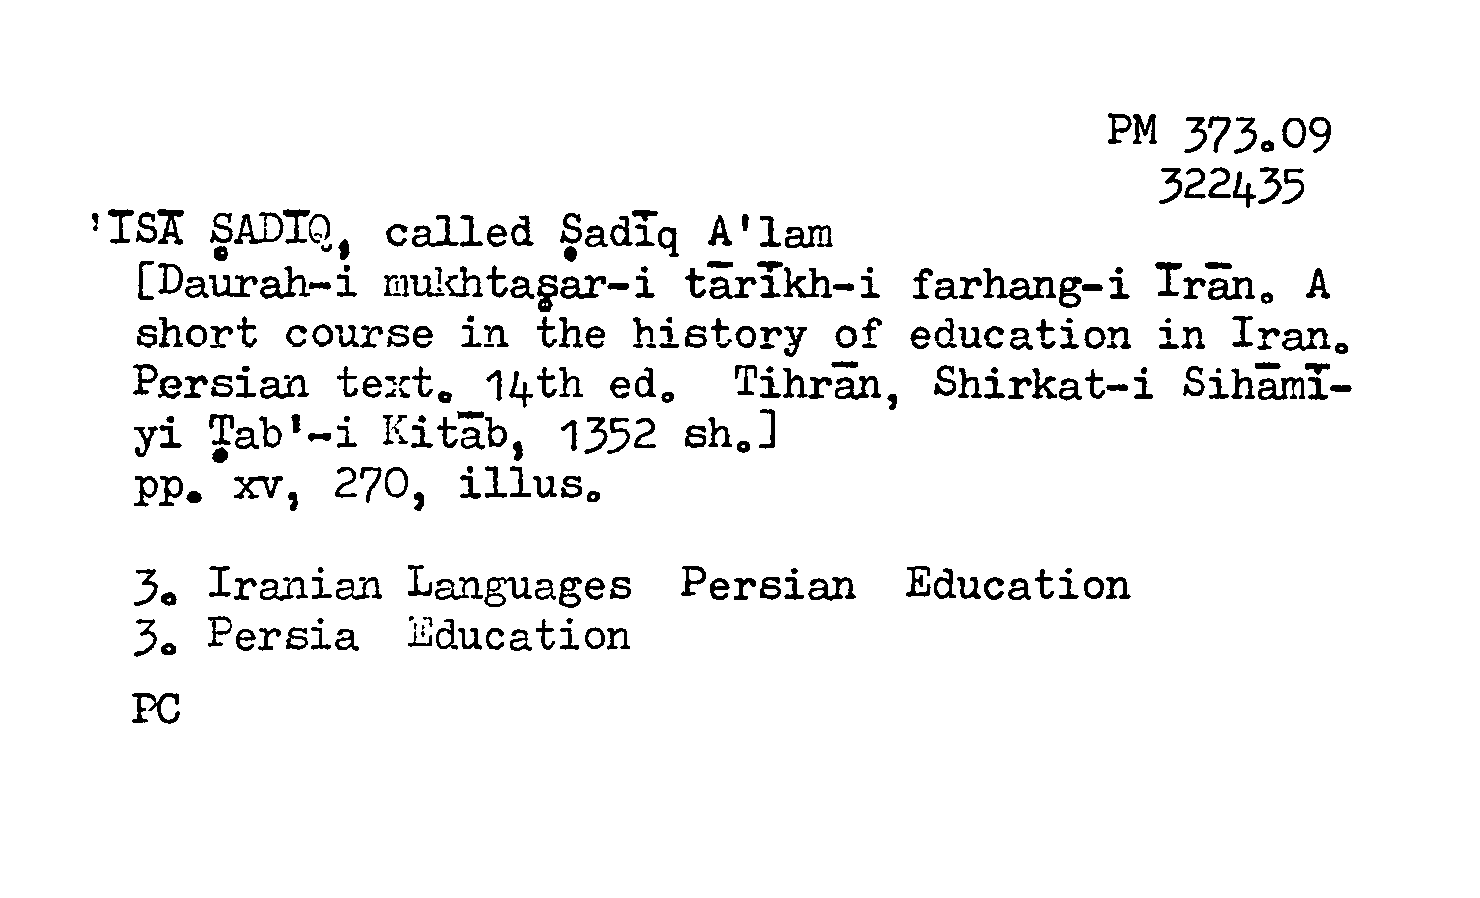 PM 373.09
322435
'ĪSĀ ṢADĪQ, called Ṣadīq A'lam
[Daurah-i mukhtaṣar-i tārīkh-i farhang-i Īrān. A
short course in the history of education in Iran.
Persian text. 14th ed. Tihrān, Shirkat-i Sihāmī-
yi Ṭab'-i Kitāb, 1352 sh.]
pp. xv, 270, illus.
3. Iranian Languages Persian Education
3. Persia Education
PC